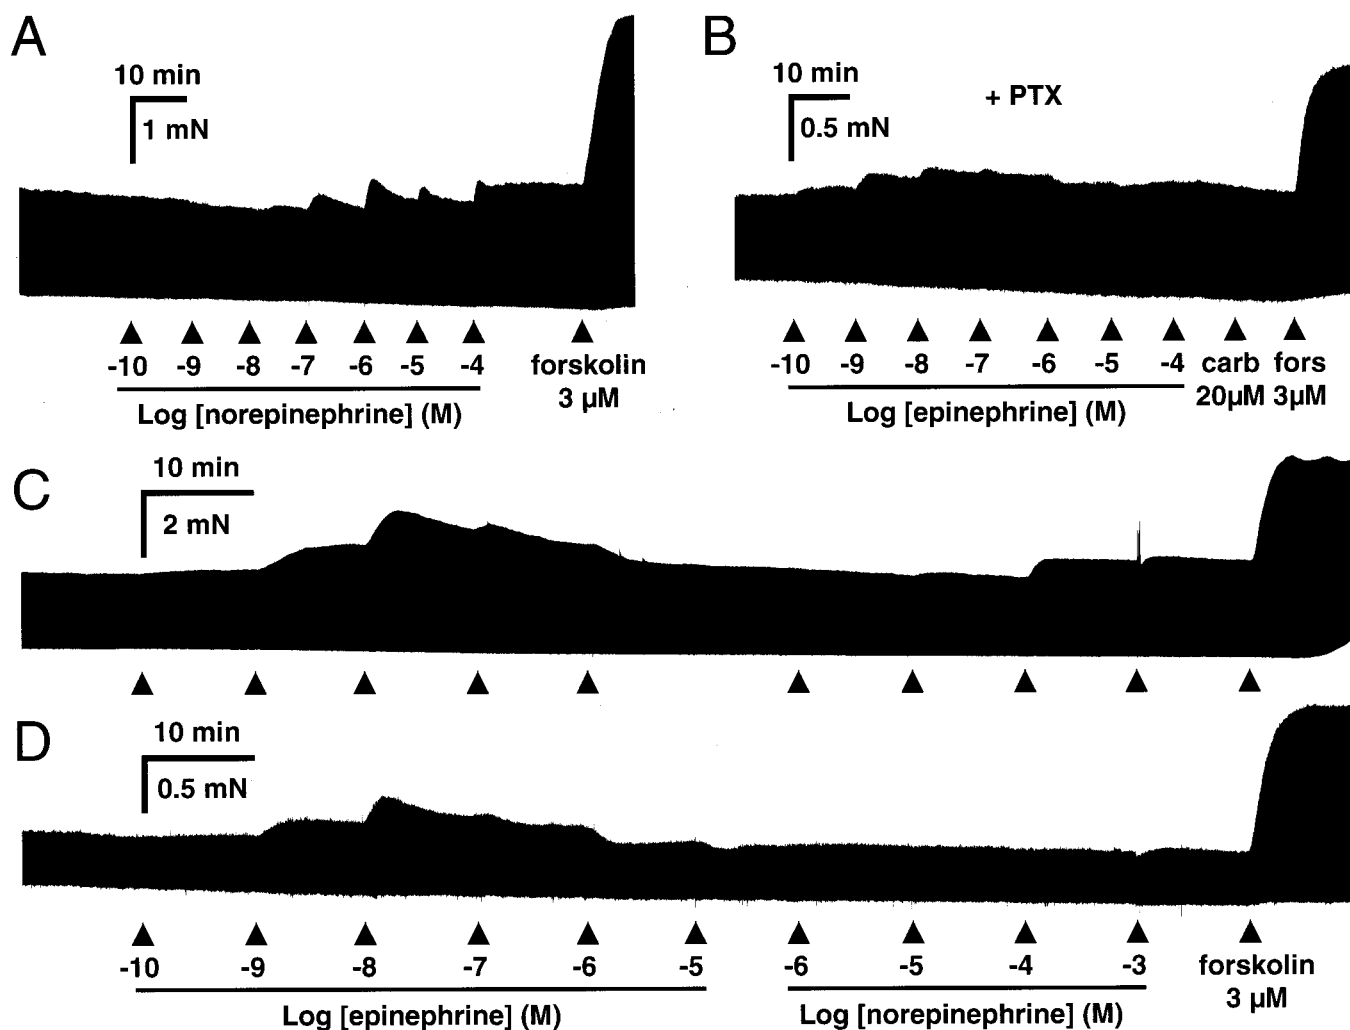 A
10 min
1 mN
-10 -9 -8 -7 -6 -5 -4 forskolin
3 µM
Log [norepinephrine] (M)
B
10 min
+ PTX
0.5 mN
-10 -9 -8 -7 -6 -5 -4 carb fors
20µM 3µM
Log [epinephrine] (M)
C
10 min
2 mN
D
10 min
0.5 mN
-10 -9 -8 -7 -6 -5 -6 -5 -4 -3 forskolin
3 µM
Log [epinephrine] (M) Log [norepinephrine] (M)